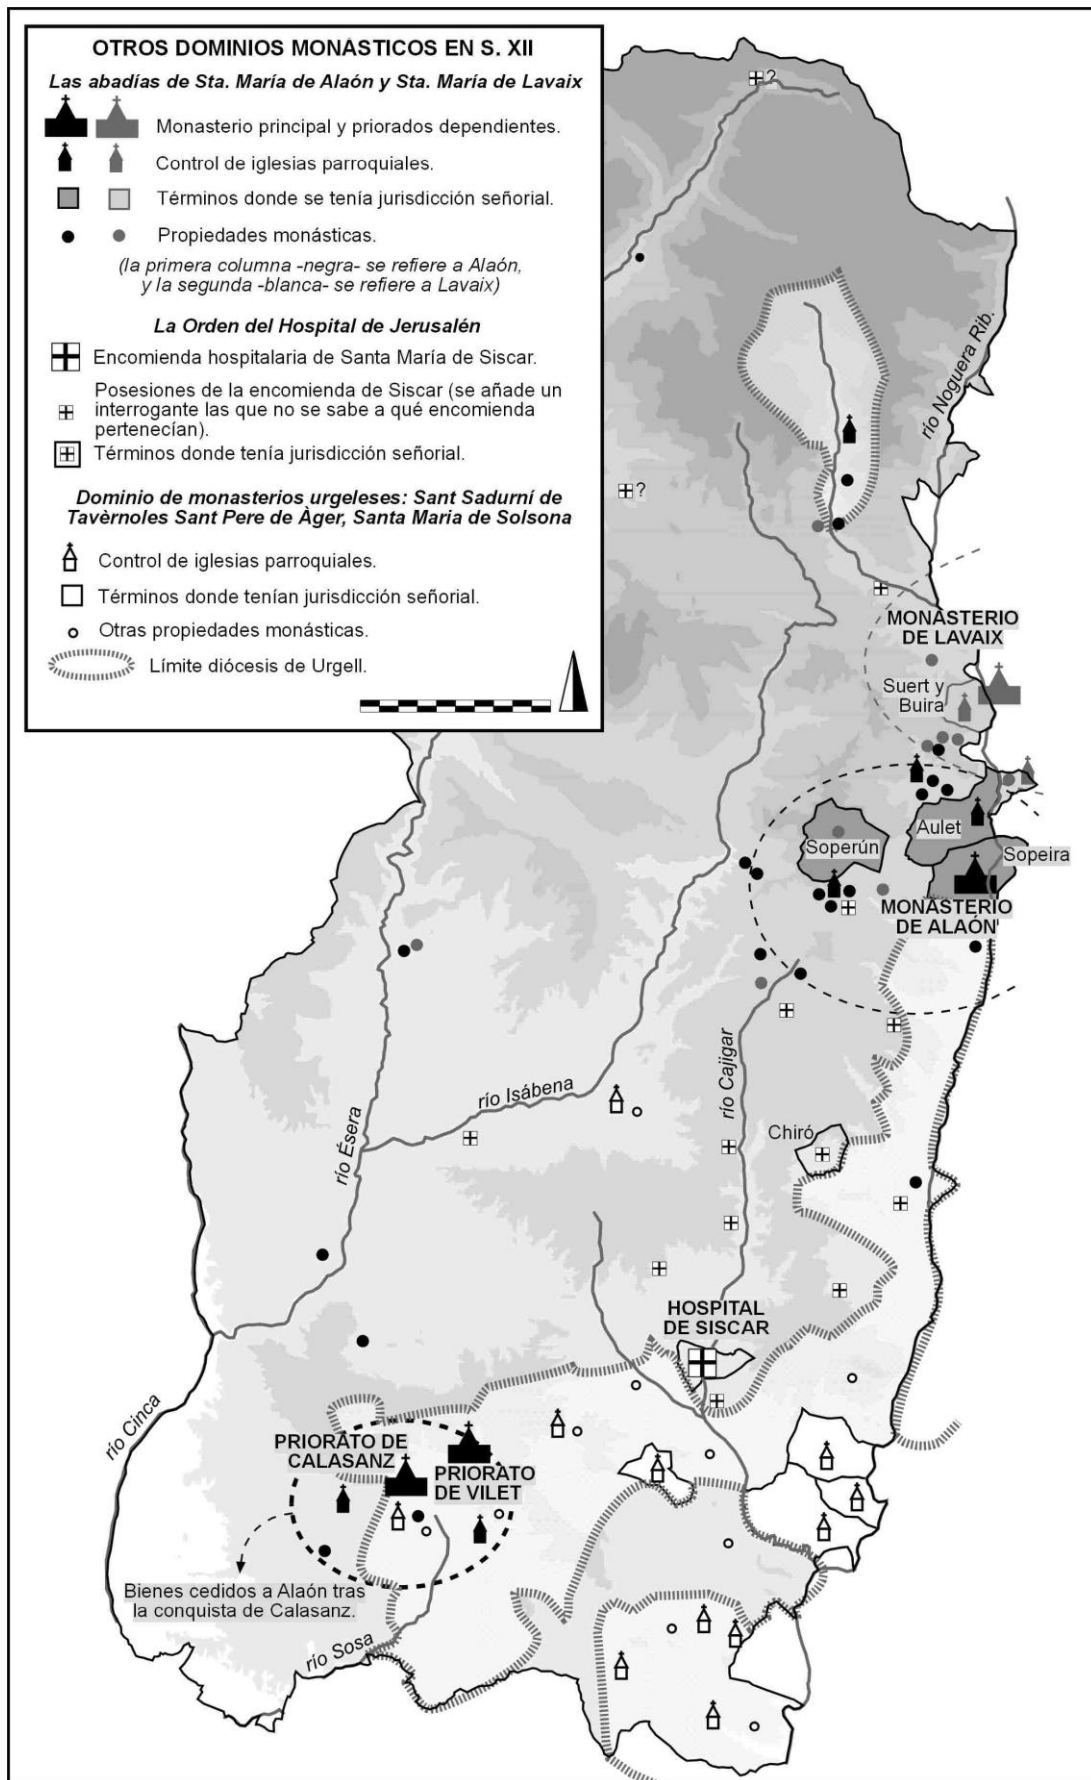 OTROS DOMINIOS MONÁSTICOS EN S. XII
Las abadías de Sta. María de Alaón y Sta. María de Lavaix
Monasterio principal y priorados dependientes.
Control de iglesias parroquiales.
Términos donde se tenía jurisdicción señorial.
Propiedades monásticas.
(la primera columna -negra- se refiere a Alaón,
y la segunda -blanca- se refiere a Lavaix)
La Orden del Hospital de Jerusalén
Encomienda hospitalaria de Santa María de Siscar.
Posesiones de la encomienda de Siscar (se añade un
interrogante las que no se sabe a qué encomienda
pertenecían).
Términos donde tenía jurisdicción señorial.
Dominio de monasterios urgeleses: Sant Sadurní de
Tavèrnoles Sant Pere de Àger, Santa Maria de Solsona
Control de iglesias parroquiales.
Términos donde tenían jurisdicción señorial.
Otras propiedades monásticas.
Límite diócesis de Urgell.
?
río Noguera Rib.
?
MONASTERIO
DE LAVAIX
Suert y
Buira
Aulet
Soperún
Sopeira
MONASTERIO
DE ALAÓN
río Cajigar
río Isábena
río Ésera
Chiró
HOSPITAL
DE SISCAR
río Cinca
PRIORATO DE
CALASANZ
PRIORATO
DE VILET
Bienes cedidos a Alaón tras
la conquista de Calasanz.
río Sosa